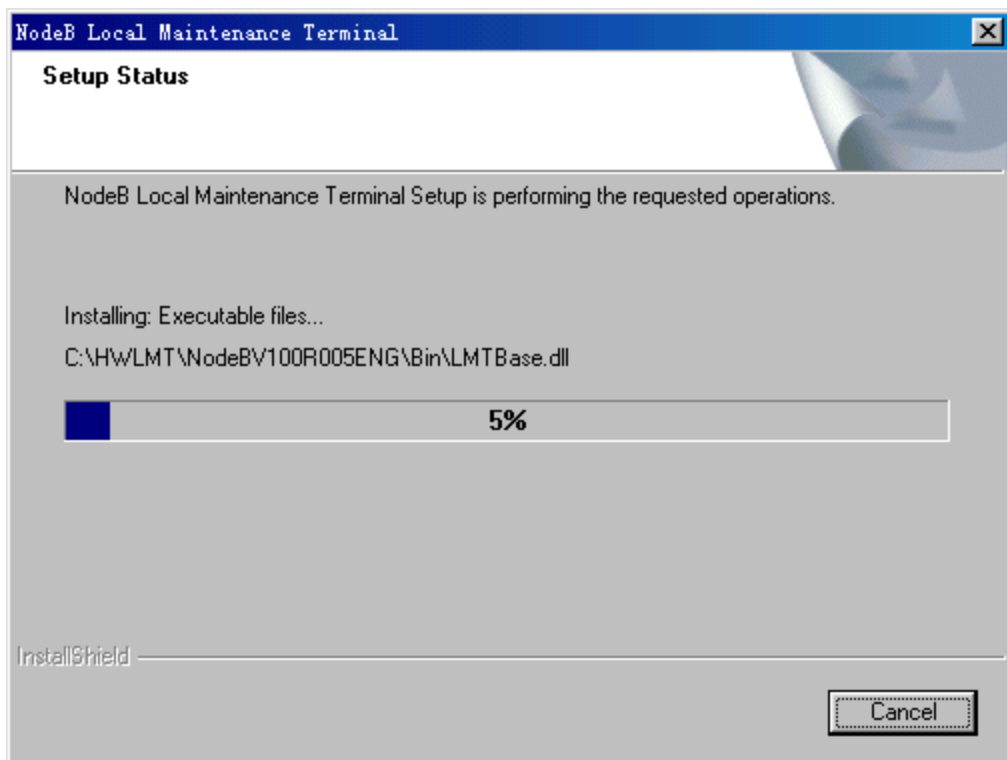 NodeB Local Maintenance Terminal
Setup Status
NodeB Local Maintenance Terminal Setup is performing the requested operations.
Installing: Executable files...
C:\HWLMT\NodeBV100R005ENG\Bin\LMTBase.dll
5%
InstallShield
Cancel